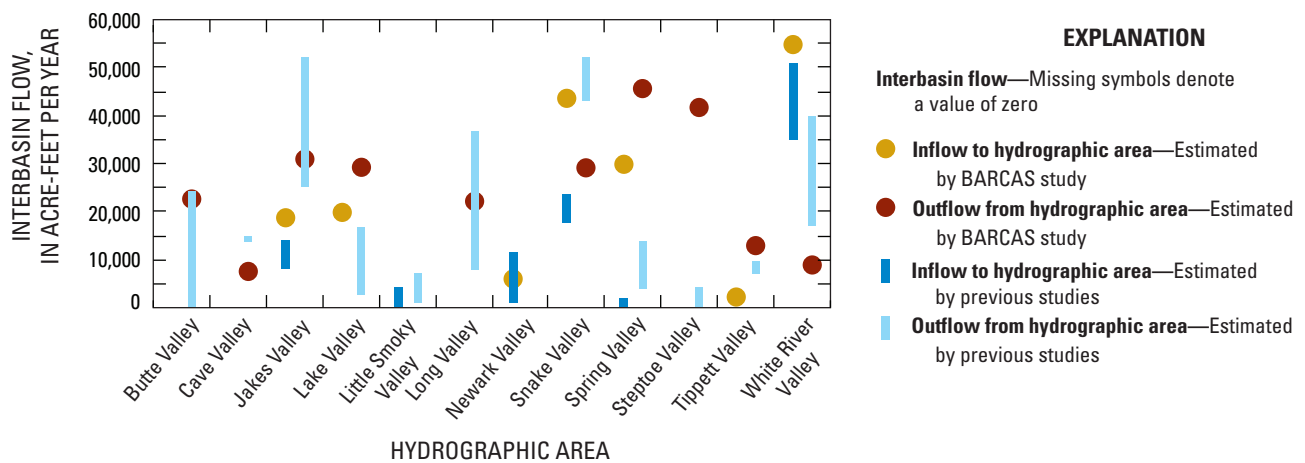 INTERBASIN FLOW,
IN ACRE-FEET PER YEAR
60,000
50,000
40,000
30,000
20,000
10,000
0
Butte Valley
Cave Valley
Jakes Valley
Lake Valley
Little Smoky
Valley
Long Valley
Newark Valley
Snake Valley
Spring Valley
Steptoe Valley
Tippett Valley
White River
Valley
HYDROGRAPHIC AREA
EXPLANATION
Interbasin flow—Missing symbols denote
a value of zero
Inflow to hydrographic area—Estimated
by BARCAS study
Outflow from hydrographic area—Estimated
by BARCAS study
Inflow to hydrographic area—Estimated
by previous studies
Outflow from hydrographic area—Estimated
by previous studies